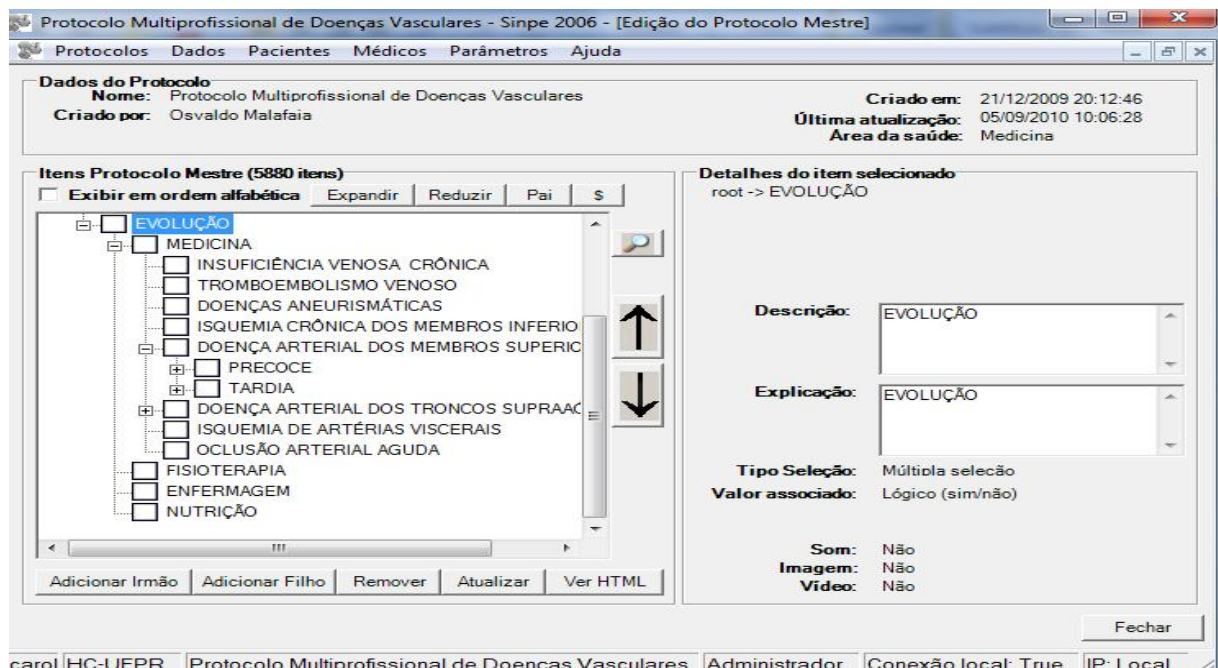 Protocolo Multiprofissional de Doenças Vasculares - Sinpe 2006 - [Edição do Protocolo Mestre]
Protocolos Dados Pacientes Médicos Parâmetros Ajuda
Dados do Protocolo
Nome: Protocolo Multiprofissional de Doenças Vasculares
Criado por: Osvaldo Malafaia
Criado em: 21/12/2009 20:12:46
Última atualização: 05/09/2010 10:06:28
Área da saúde: Medicina
Itens Protocolo Mestre (5880 itens)
Exibir em ordem alfabética Expandir Reduzir Pai $
EVOLUÇÃO
MEDICINA
INSUFICIÊNCIA VENOSA CRÔNICA
TROMBOEMBOLISMO VENOSO
DOENÇAS ANEURISMÁTICAS
ISQUEMIA CRÔNICA DOS MEMBROS INFERIO
DOENÇA ARTERIAL DOS MEMBROS SUPERIO
PRECOCE
TARDIA
DOENÇA ARTERIAL DOS TRONCOS SUPRAAO
ISQUEMIA DE ARTÉRIAS VISCERAIS
OCLUSÃO ARTERIAL AGUDA
FISIOTERAPIA
ENFERMAGEM
NUTRIÇÃO
Adicionar Irmão Adicionar Filho Remover Atualizar Ver HTML
Detalhes do item selecionado
root -> EVOLUÇÃO
Descrição: EVOLUÇÃO
Explicação: EVOLUÇÃO
Tipo Seleção: Múltipla seleção
Valor associado: Lógico (sim/não)
Som: Não
Imagem: Não
Vídeo: Não
Fechar
carol HC-UFPR Protocolo Multiprofissional de Doenças Vasculares Administrador Conexão local: True IP: Local